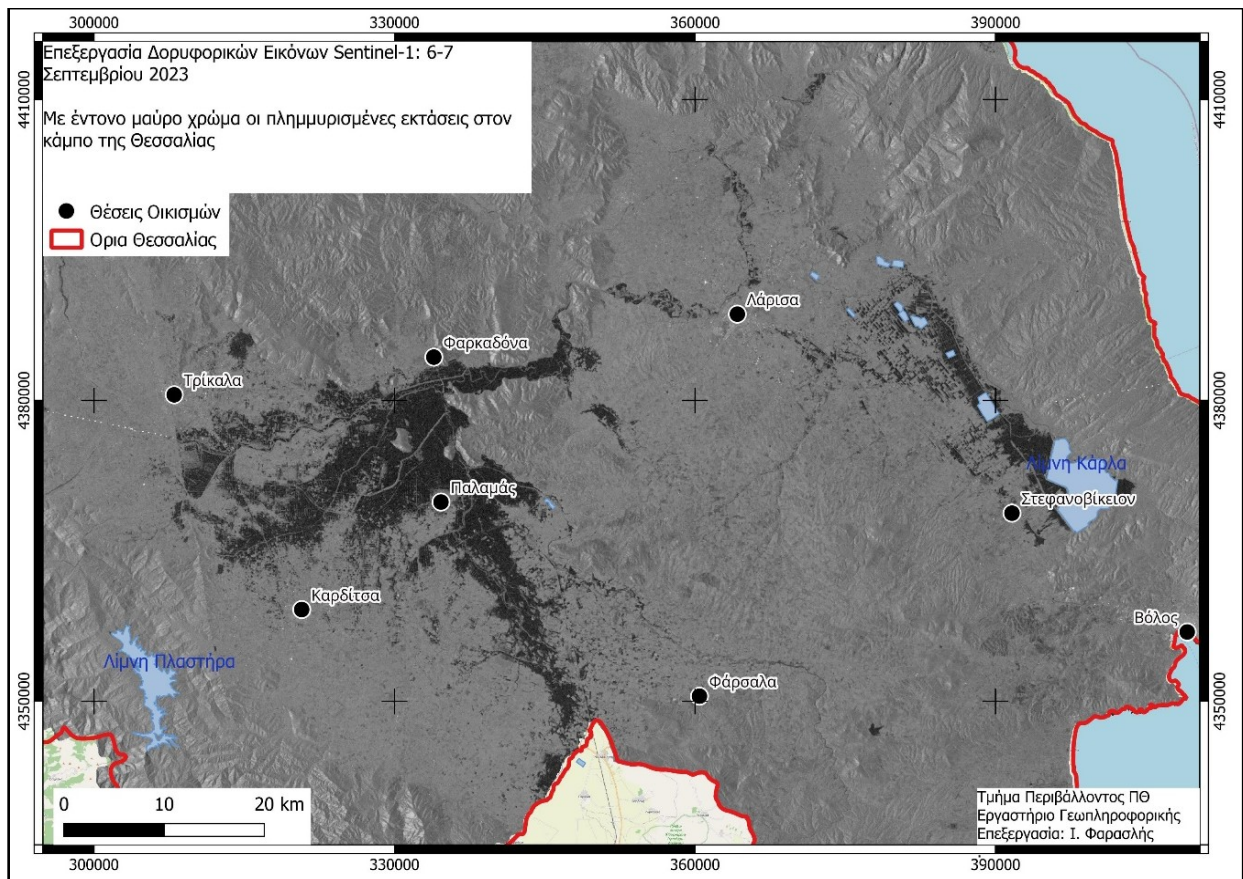 300000 330000 360000 390000
Επεξεργασία Δορυφορικών Εικόνων Sentinel-1: 6-7
Σεπτεμβρίου 2023
Με έντονο μαύρο χρώμα οι πλημμυρισμένες εκτάσεις στον
κάμπο της Θεσσαλίας
Θέσεις Οικισμών
Ορια Θεσσαλίας
4410000 4410000
Λάρισα
Φαρκαδόνα
Τρίκαλα
4380000 4380000
Λίμνη Κάρλα
Παλαμάς
Στεφανοβίκειον
Καρδίτσα
Βόλος
Λίμνη Πλαστήρα
Φάρσαλα
4350000 4350000
0 10 20 km
Τμήμα Περιβάλλοντος ΠΘ
Εργαστήριο Γεωπληροφορικής
Επεξεργασία: Ι. Φαρασλής
300000 330000 360000 390000